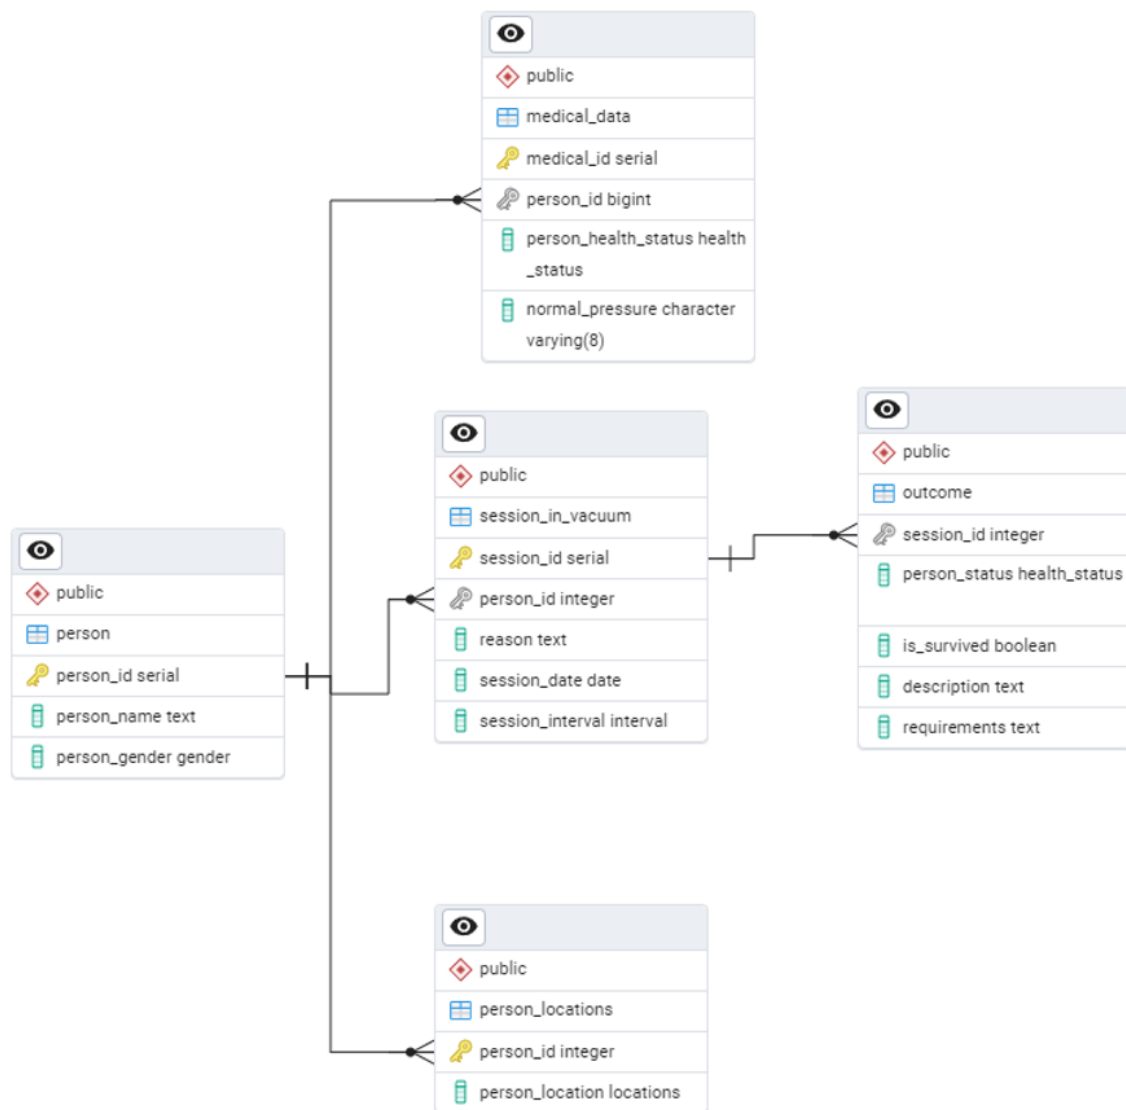 public
medical_data
medical_id serial
person_id bigint
person_health_status health
_status
normal_pressure character
varying(8)
public
session_in_vacuum
session_id serial
person_id integer
reason text
session_date date
session_interval interval
public
outcome
session_id integer
person_status health_status
is_survived boolean
description text
requirements text
public
person
person_id serial
person_name text
person_gender gender
public
person_locations
person_id integer
person_location locations